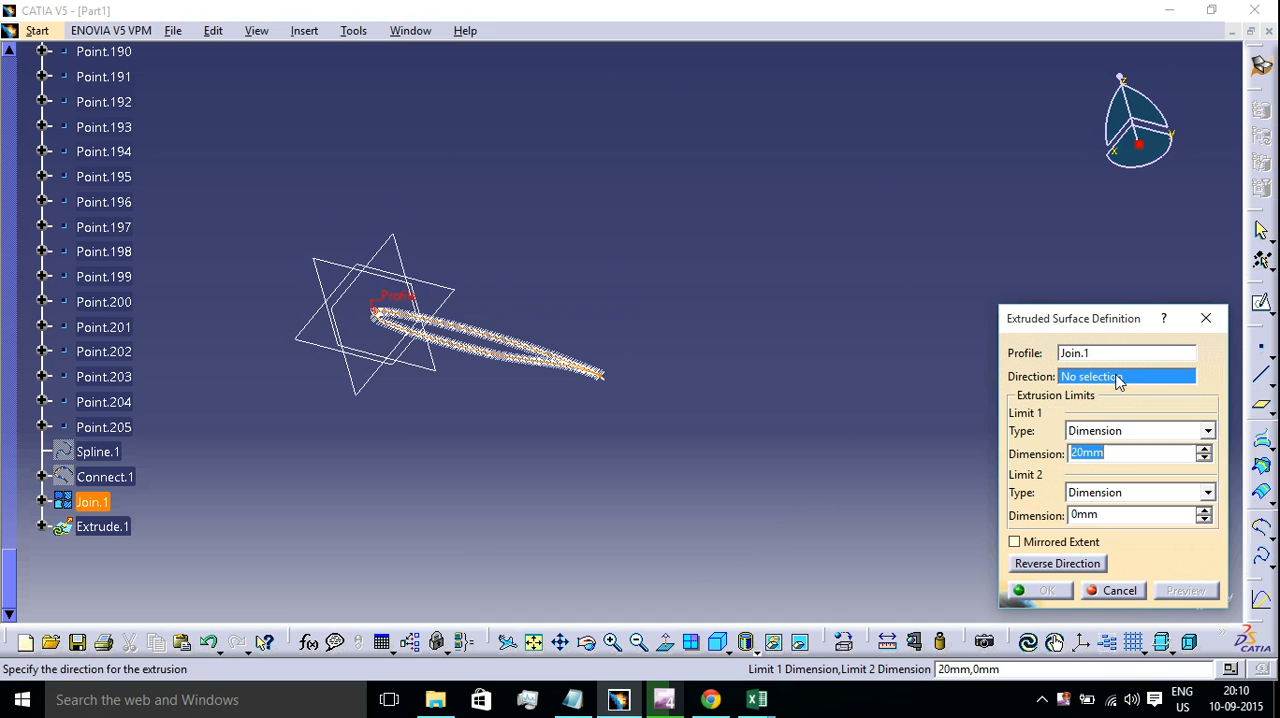 CATIA V5 - [Part1]
Start ENOVIA V5 VPM File Edit View Insert Tools Window Help
Point.190
Point.191
Point.192
Point.193
Point.194
Point.195
Point.196
Point.197
Point.198
Point.199
Point.200
Point.201
Point.202
Point.203
Point.204
Point.205
Spline.1
Connect.1
Join.1
Extrude.1
Profile
z
y
x
Extruded Surface Definition ?
Profile: Join.1
Direction: No selection
Extrusion Limits
Limit 1
Type: Dimension
Dimension: 20mm
Limit 2
Type: Dimension
Dimension: 0mm
Mirrored Extent
Reverse Direction
OK Cancel Preview
f(x)
CATIA
Specify the direction for the extrusion
Limit 1 Dimension,Limit 2 Dimension 20mm,0mm
Search the web and Windows
ENG
US
20:10
10-09-2015